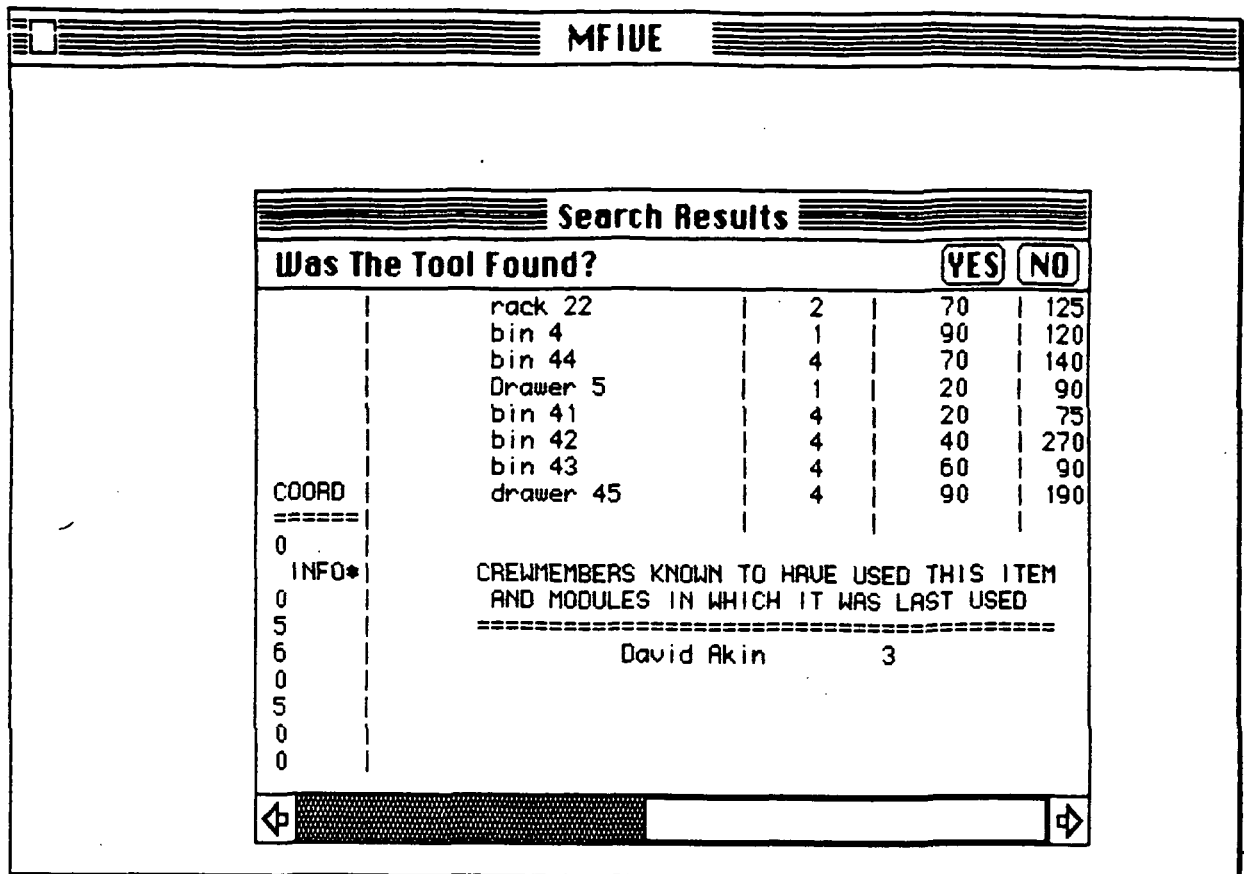 MFIVE
Search Results
Was The Tool Found? YES NO
| rack 22 | 2 | 70 | 125
| bin 4 | 1 | 90 | 120
| bin 44 | 4 | 70 | 140
| Drawer 5 | 1 | 20 | 90
| bin 41 | 4 | 20 | 75
| bin 42 | 4 | 40 | 270
| bin 43 | 4 | 60 | 90
COORD | drawer 45 | 4 | 90 | 190
====== | | | |
0 |
INFO* | CREWMEMBERS KNOWN TO HAVE USED THIS ITEM
0 | AND MODULES IN WHICH IT WAS LAST USED
5 | ========================================
6 | David Akin 3
0 |
5 |
0 |
0 |